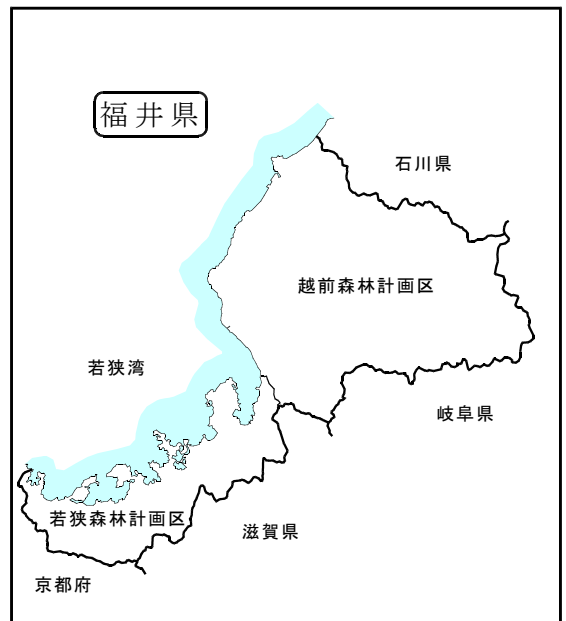 福井県
石川県
越前森林計画区
若狭湾
岐阜県
若狭森林計画区
滋賀県
京都府